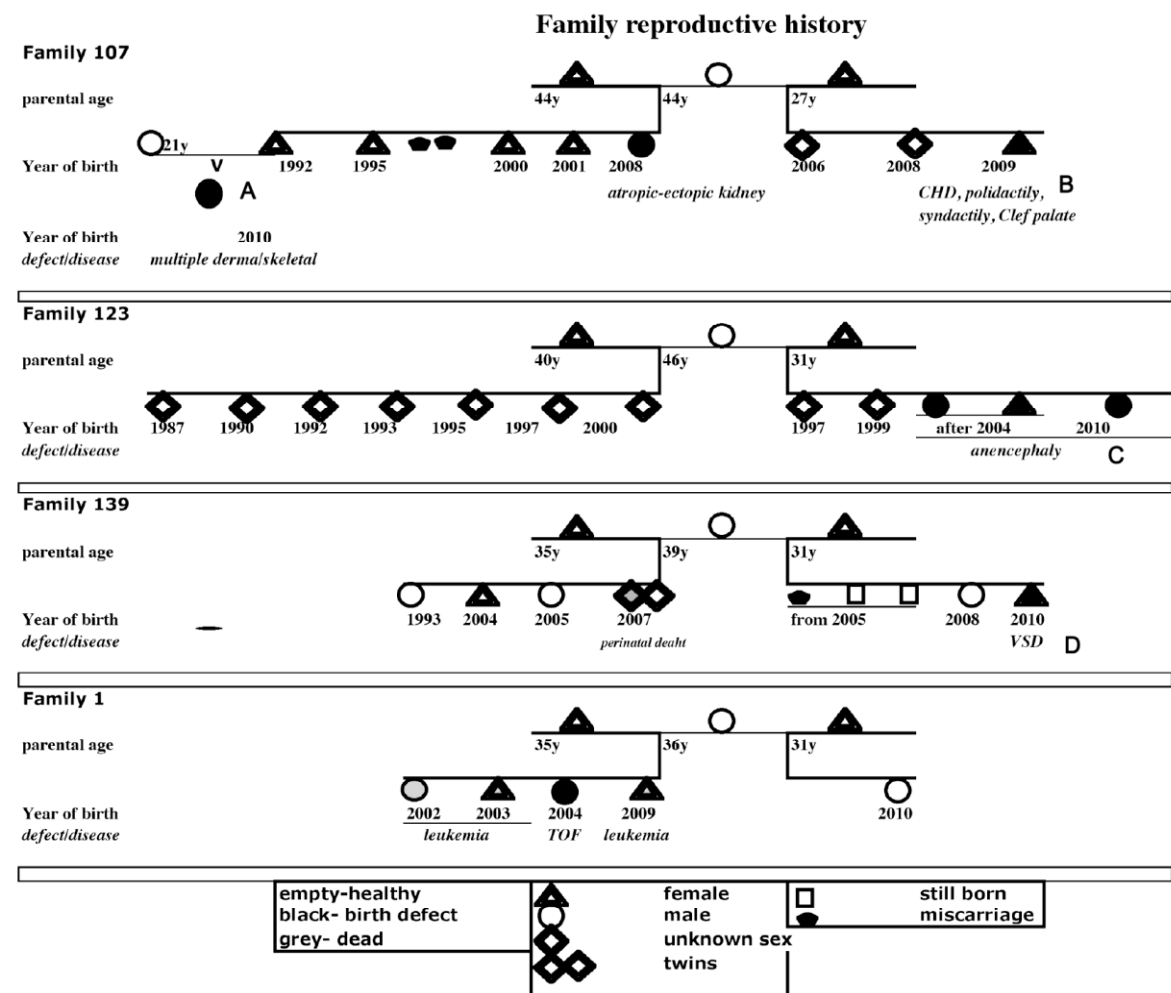 Family reproductive history
Family 107
parental age
44y 44y 27y
21y
Year of birth V 1992 1995 2000 2001 2008 2006 2008 2009
A atropic-ectopic kidney CHD, polidactily, B
syndactily, Clef palate
Year of birth 2010
defect/disease multiple derma/skeletal
Family 123
parental age
40y 46y 31y
Year of birth 1987 1990 1992 1993 1995 1997 2000 1997 1999 after 2004 2010
defect/disease anencephaly C
Family 139
parental age
35y 39y 31y
Year of birth 1993 2004 2005 2007 from 2005 2008 2010
defect/disease perinatal deaht VSD D
Family 1
parental age
35y 36y 31y
Year of birth 2002 2003 2004 2009 2010
defect/disease leukemia TOF leukemia
empty-healthy female still born
black- birth defect male miscarriage
grey- dead unknown sex
twins